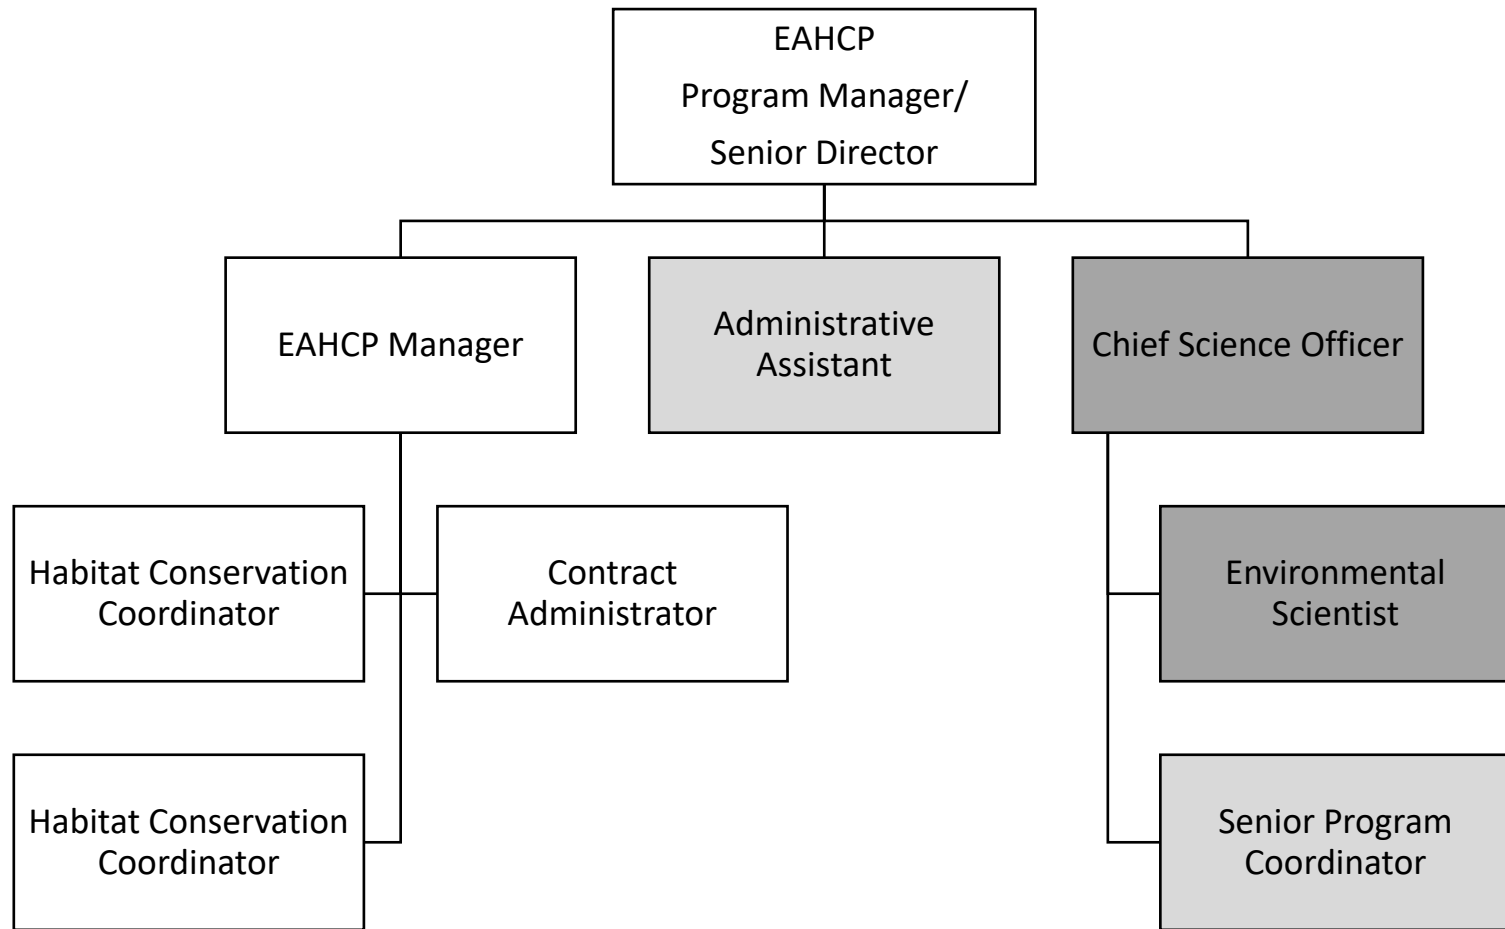 EAHCP
Program Manager/
Senior Director
EAHCP Manager
Administrative
Assistant
Chief Science Officer
Habitat Conservation
Coordinator
Contract
Administrator
Environmental
Scientist
Habitat Conservation
Coordinator
Senior Program
Coordinator